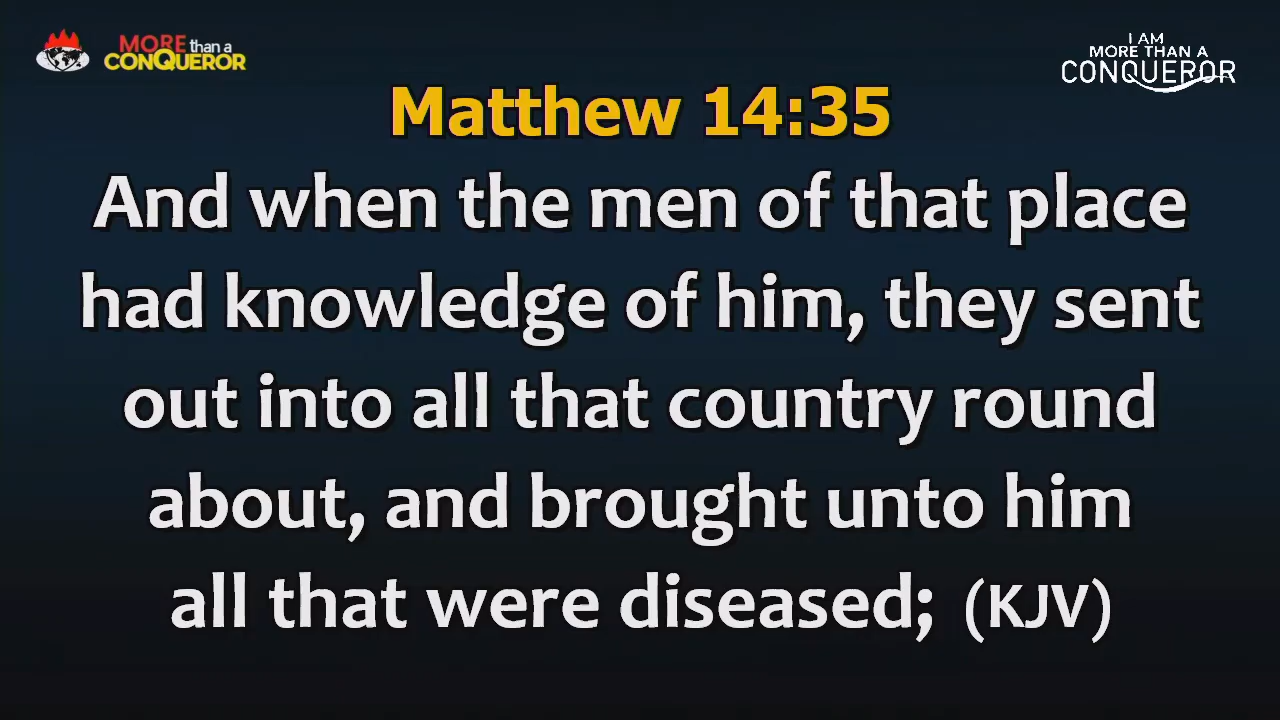 MORE than a
CONQUEROR
I AM
MORE THAN A
CONQUEROR
Matthew 14:35
And when the men of that place
had knowledge of him, they sent
out into all that country round
about, and brought unto him
all that were diseased; (KJV)